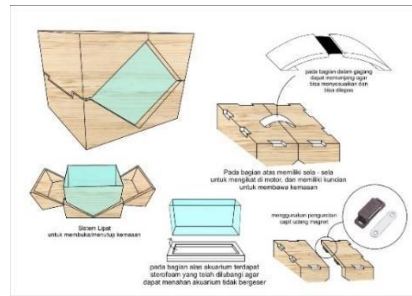 pada bagian dalam gagang
dapat menunjang agar
bisa menyesuaikan dan
bisa dilepas
Pada bagian atas memiliki sela - sela
untuk mengikat di motor, dan memiliki kuncian
untuk membawa kemasan
menggunakan penguncian
capit udang magnet
Sistem Lipat
untuk membuka/menutup kemasan
pada bagian alas akuarium terdapat
sterofoam yang telah dilubangi agar
dapat menahan akuarium tidak bergeser